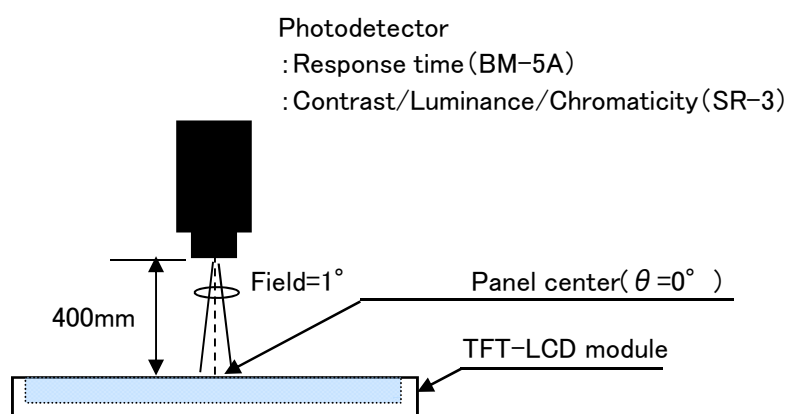 Photodetector
:Response time(BM-5A)
:Contrast/Luminance/Chromaticity(SR-3)
Field=1°
Panel center(θ=0° )
400mm
TFT-LCD module